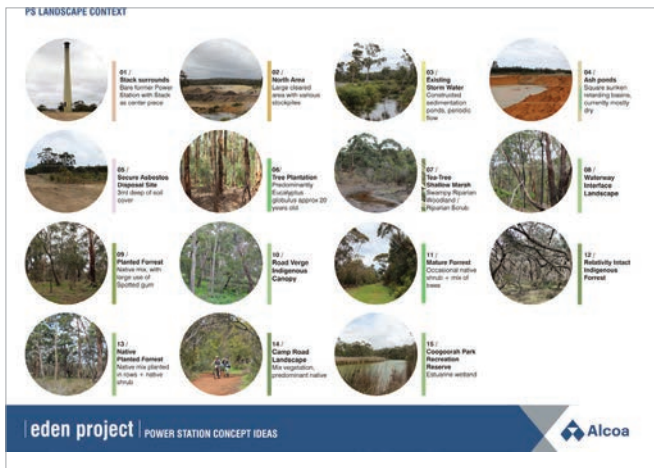 PS LANDSCAPE CONTEXT
01 /
Stack surrounds
Bare former Power
Station with Stack
as center piece
02 /
North Area
Large cleared
area with various
stockpiles
03 /
Existing
Storm Water
Constructed
sedimentation
ponds, periodic
flow
04 /
Ash ponds
Square sunken
retarding basins,
currently mostly
dry
05 /
Secure Asbestos
Disposal Site
3mt deep of soil
cover
06/
Tree Plantation
Predominantly
Eucalyptus
globulus approx 20
years old
07 /
Tea-Tree
Shallow Marsh
Swampy Riparian
Woodland /
Riparian Scrub
08 /
Waterway
Interface
Landscape
09 /
Planted Forrest
Native mix, with
large use of
Spotted gum
10 /
Road Verge
Indigenous
Canopy
11 /
Mature Forrest
Occasional native
shrub + mix of
trees
12 /
Relativity Intact
Indigenous
Forrest
13 /
Native
Planted Forrest
Native mix planted
in rows + native
shrub
14 /
Camp Road
Landscape
Mix vegetation,
predominant native
15 /
Coogoorah Park
Recreation
Reserve
Estuarine wetland
eden project POWER STATION CONCEPT IDEAS
Alcoa